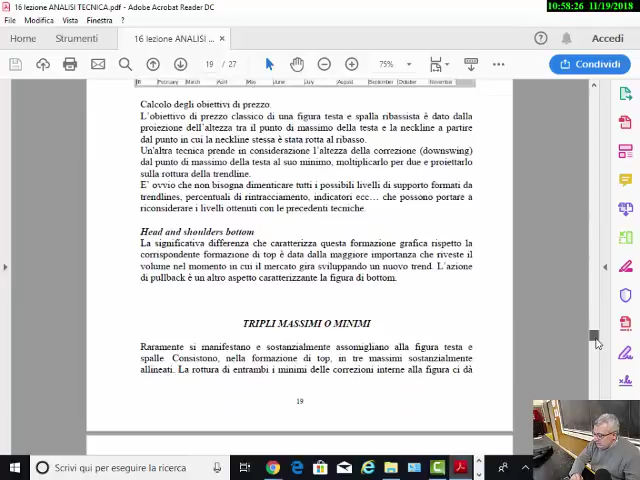 16 lezione ANALISI TECNICA.pdf - Adobe Acrobat Reader DC
10:58:26 11/19/2018
File Modifica Vista Finestra ?
Home Strumenti 16 lezione ANALISI ... × Accedi
19 / 27 75% Condividi
February March April May June July August September October November
Calcolo degli obiettivi di prezzo
L'obiettivo di prezzo classico di una figura testa e spalla ribassista è dato dalla
proiezione dell'altezza tra il punto di massimo della testa e la neckline a partire
dal punto in cui la neckline stessa è stata rotta al ribasso.
Un'altra tecnica prende in considerazione l'altezza della correzione (downswing)
dal punto di massimo della testa al suo minimo, moltiplicarlo per due e proiettarlo
sulla rottura della trendline.
E' ovvio che non bisogna dimenticare tutti i possibili livelli di supporto formati da
trendlines, percentuali di rintracciamento, indicatori ecc... che possono portare a
riconsiderare i livelli ottenuti con le precedenti tecniche.
Head and shoulders bottom
La significativa differenza che caratterizza questa formazione grafica rispetto la
corrispondente formazione di top è data dalla maggiore importanza che riveste il
volume nel momento in cui il mercato gira sviluppando un nuovo trend. L'azione
di pullback è un altro aspetto caratterizzante la figura di bottom.
TRIPLI MASSIMI O MINIMI
Raramente si manifestano e sostanzialmente assomigliano alla figura testa e
spalle. Consistono, nella formazione di top, in tre massimi sostanzialmente
allineati. La rottura di entrambi i minimi delle correzioni interne alla figura ci dà
19
Scrivi qui per eseguire la ricerca